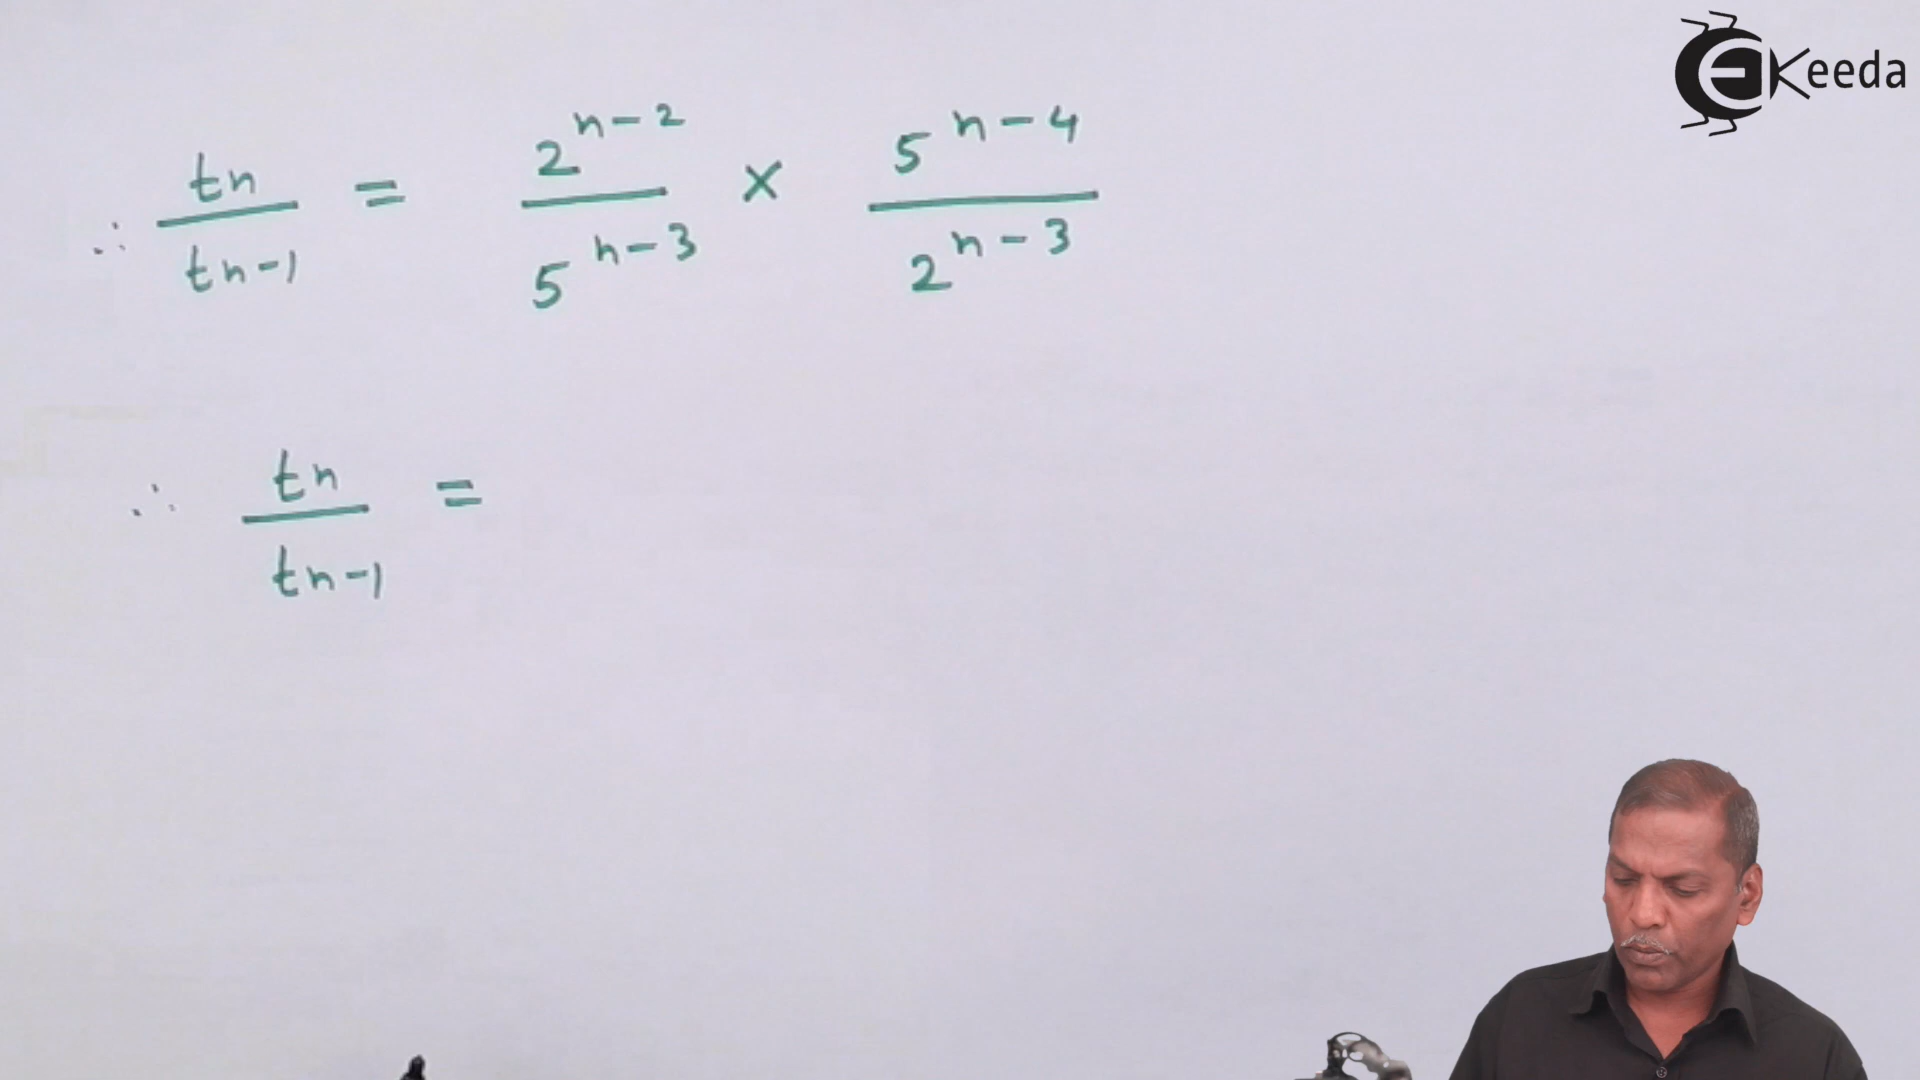 EKeeda
∴ tn/tn-1 = 2^n-2/5^n-3 × 5^n-4/2^n-3
∴ tn/tn-1 =